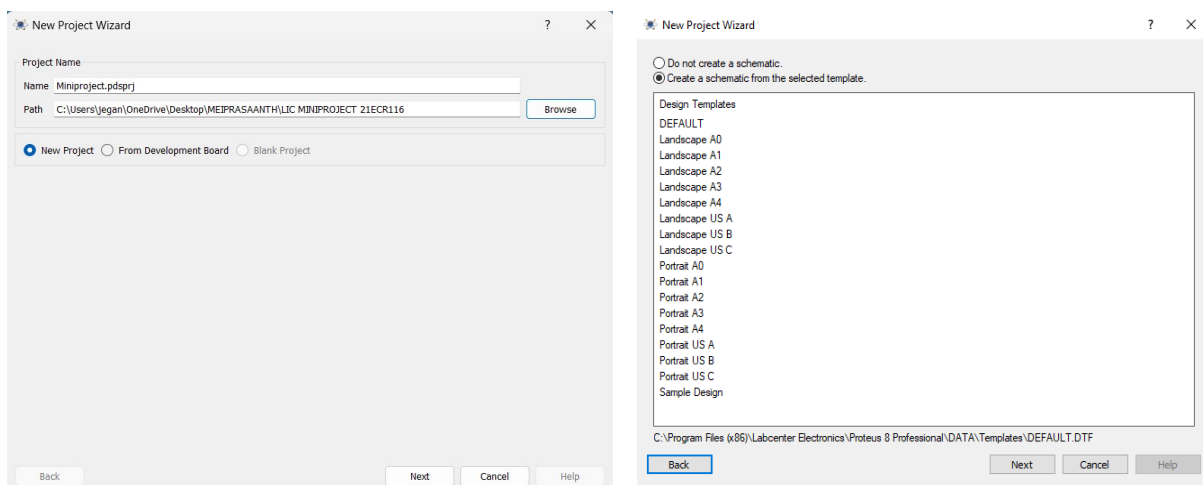 New Project Wizard
?
Project Name
Name Miniproject.pdsprj
Path C:\Users\jegan\OneDrive\Desktop\MEIPRASAANTH\LIC MINIPROJECT 21ECR116 Browse
New Project From Development Board Blank Project
Back Next Cancel Help
New Project Wizard
?
Do not create a schematic.
Create a schematic from the selected template.
Design Templates
DEFAULT
Landscape A0
Landscape A1
Landscape A2
Landscape A3
Landscape A4
Landscape US A
Landscape US B
Landscape US C
Portrait A0
Portrait A1
Portrait A2
Portrait A3
Portrait A4
Portrait US A
Portrait US B
Portrait US C
Sample Design
C:\Program Files (x86)\Labcenter Electronics\Proteus 8 Professional\DATA\Templates\DEFAULT.DTF
Back Next Cancel Help